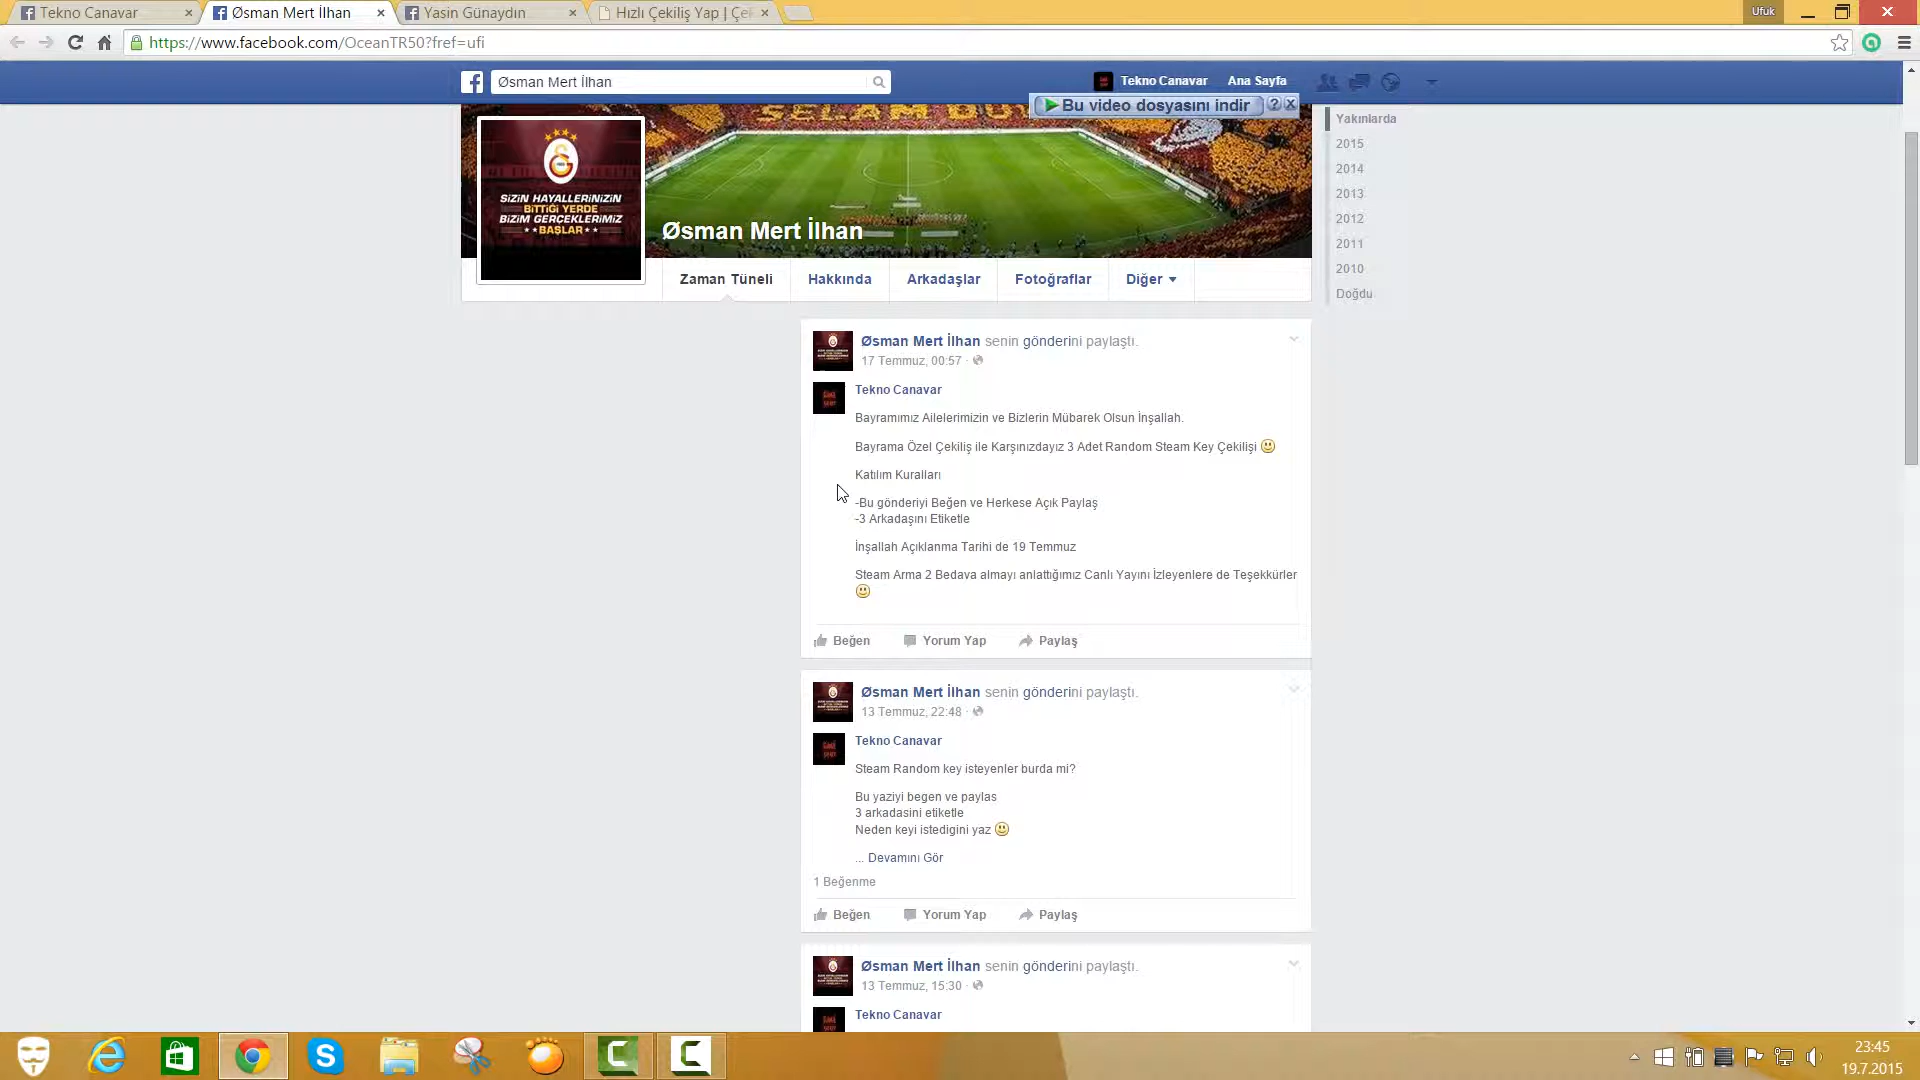 Tekno Canavar
Øsman Mert İlhan
Yasin Günaydın
Hızlı Çekiliş Yap | Çek
Ufuk
https://www.facebook.com/OceanTR50?fref=ufi
Øsman Mert İlhan
Tekno Canavar
Ana Sayfa
Bu video dosyasını indir
SELAM DU
SİZİN HAYALLERİNİZİN
BİTTİĞİ YERDE
BİZİM GERÇEKLERİMİZ
BAŞLAR
Øsman Mert İlhan
Zaman Tüneli
Hakkında
Arkadaşlar
Fotoğraflar
Diğer
Yakınlarda
2015
2014
2013
2012
2011
2010
Doğdu
Øsman Mert İlhan senin gönderini paylaştı.
17 Temmuz, 00:57 ·
Tekno Canavar
Bayramımız Ailelerimizin ve Bizlerin Mübarek Olsun İnşallah.
Bayrama Özel Çekiliş ile Karşınızdayız 3 Adet Random Steam Key Çekilişi
Katılım Kuralları
-Bu gönderiyi Beğen ve Herkese Açık Paylaş
-3 Arkadaşını Etiketle
İnşallah Açıklanma Tarihi de 19 Temmuz
Steam Arma 2 Bedava almayı anlattığımız Canlı Yayını İzleyenlere de Teşekkürler
Beğen
Yorum Yap
Paylaş
Øsman Mert İlhan senin gönderini paylaştı.
13 Temmuz, 22:48 ·
Tekno Canavar
Steam Random key isteyenler burda mi?
Bu yaziyi begen ve paylas
3 arkadasini etiketle
Neden keyi istedigini yaz
... Devamını Gör
1 Beğenme
Beğen
Yorum Yap
Paylaş
Øsman Mert İlhan senin gönderini paylaştı.
13 Temmuz, 15:30 ·
Tekno Canavar
23:45
19.7.2015